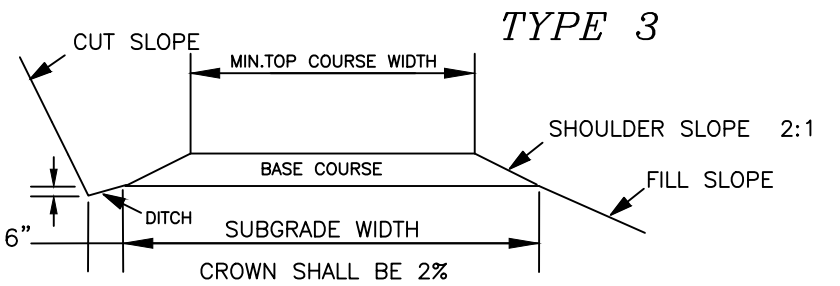 TYPE 3
CUT SLOPE
MIN.TOP COURSE WIDTH
SHOULDER SLOPE 2:1
BASE COURSE
FILL SLOPE
DITCH
6”
SUBGRADE WIDTH
CROWN SHALL BE 2%